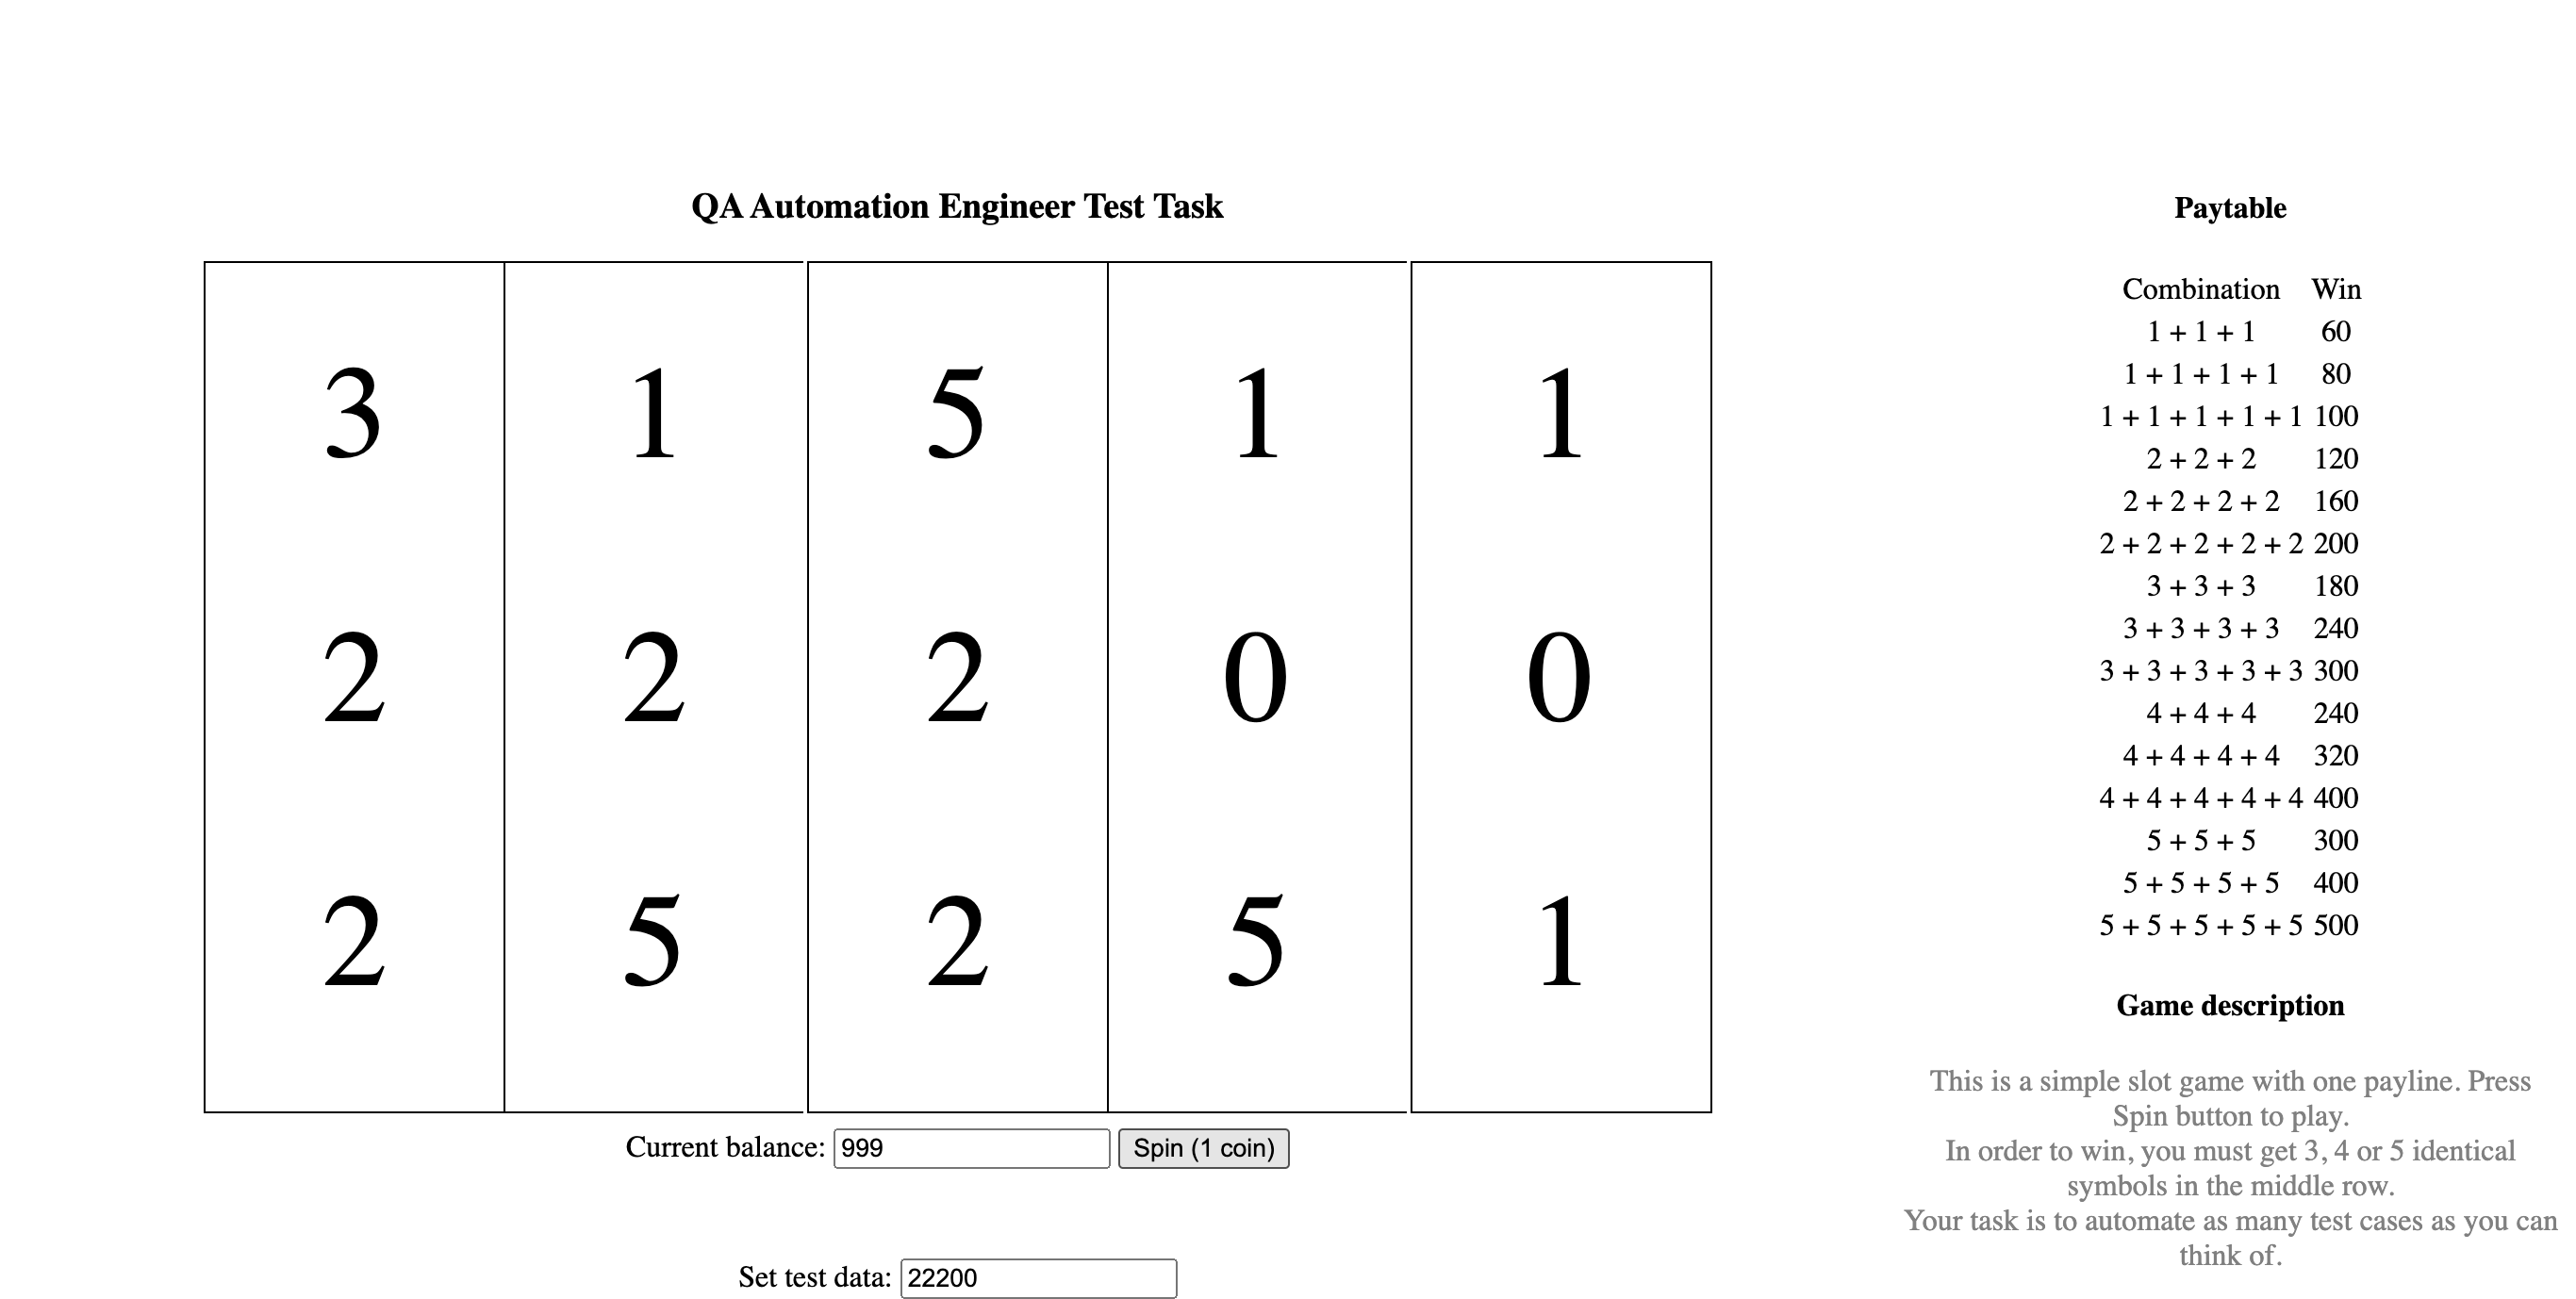 QA Automation Engineer Test Task
3 1 5 1 1
2 2 2 0 0
2 5 2 5 1
Current balance: 999 Spin (1 coin)
Set test data: 22200
Paytable
Combination Win
1 + 1 + 1 60
1 + 1 + 1 + 1 80
1 + 1 + 1 + 1 + 1 100
2 + 2 + 2 120
2 + 2 + 2 + 2 160
2 + 2 + 2 + 2 + 2 200
3 + 3 + 3 180
3 + 3 + 3 + 3 240
3 + 3 + 3 + 3 + 3 300
4 + 4 + 4 240
4 + 4 + 4 + 4 320
4 + 4 + 4 + 4 + 4 400
5 + 5 + 5 300
5 + 5 + 5 + 5 400
5 + 5 + 5 + 5 + 5 500
Game description
This is a simple slot game with one payline. Press
Spin button to play.
In order to win, you must get 3, 4 or 5 identical
symbols in the middle row.
Your task is to automate as many test cases as you can
think of.